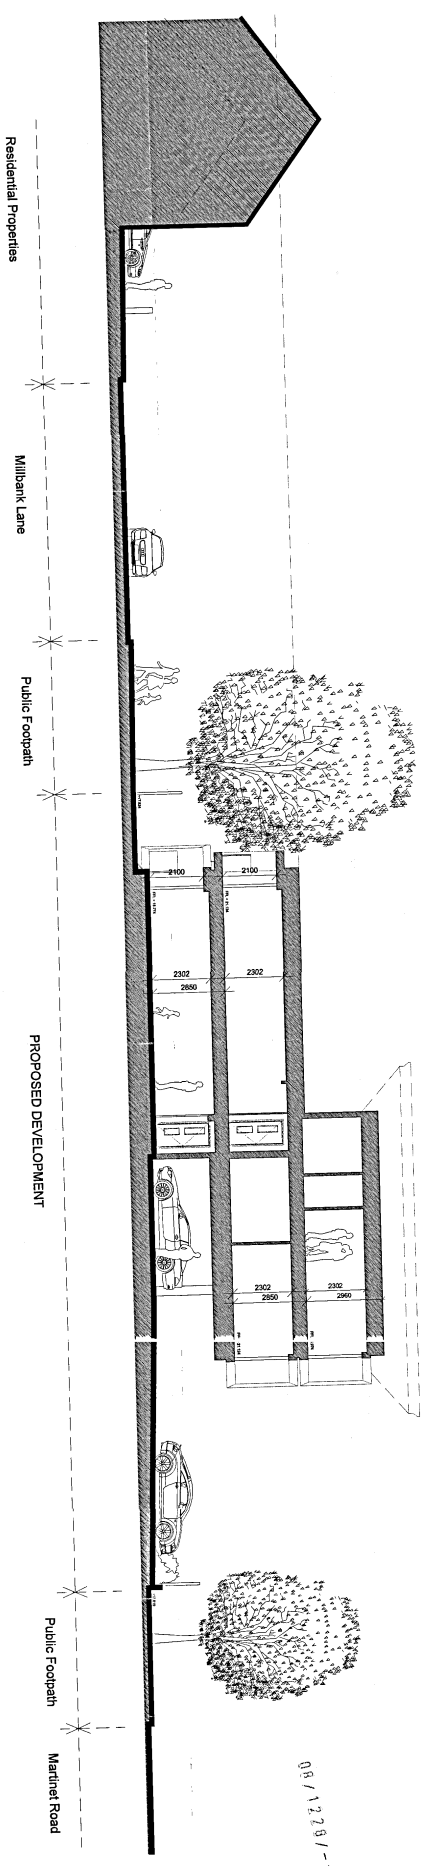 Residential Properties
Millbank Lane
Public Footpath
PROPOSED DEVELOPMENT
Public Footpath
Martinet Road
2100
2100
2302
2302
2850
2302
2302
2850
2960